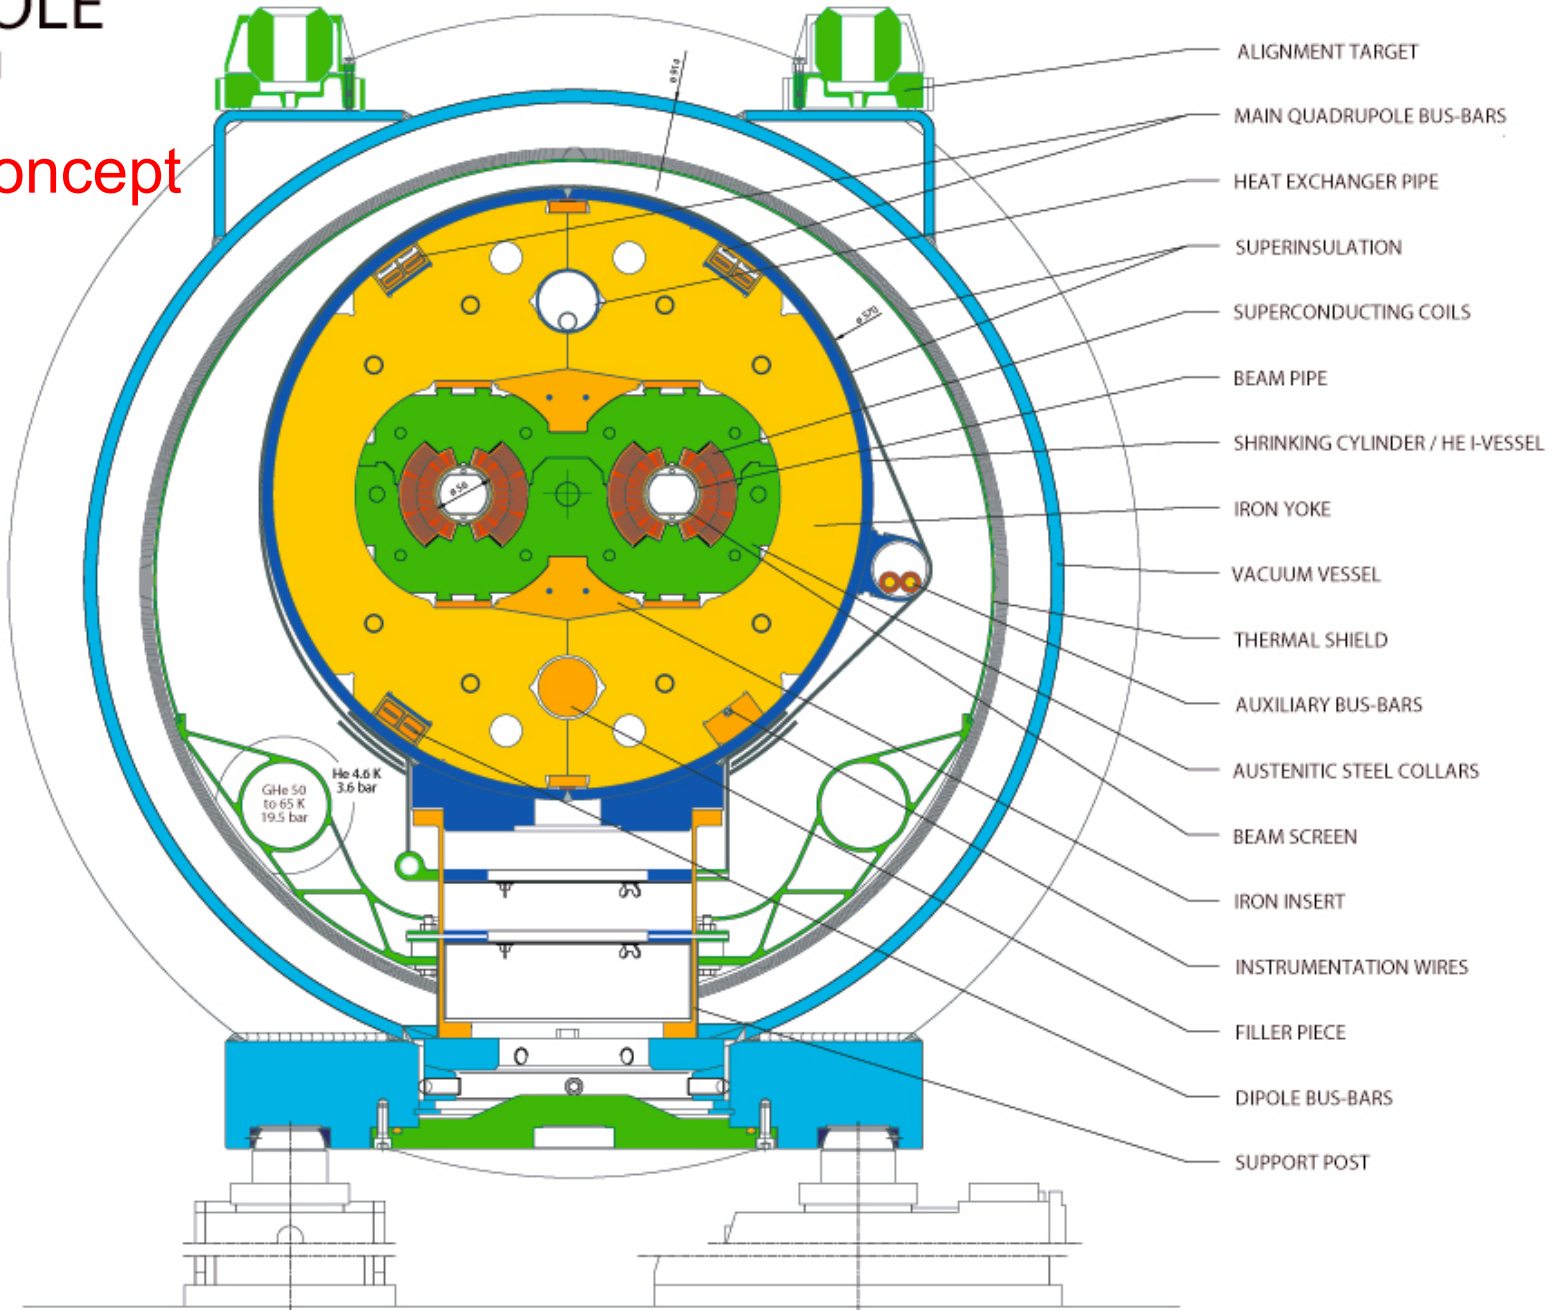 OLE
oncept
ø 914
ALIGNMENT TARGET
MAIN QUADRUPOLE BUS-BARS
HEAT EXCHANGER PIPE
SUPERINSULATION
ø 570
SUPERCONDUCTING COILS
BEAM PIPE
SHRINKING CYLINDER / HE I-VESSEL
ø 56
IRON YOKE
VACUUM VESSEL
THERMAL SHIELD
AUXILIARY BUS-BARS
AUSTENITIC STEEL COLLARS
He 4.6 K
3.6 bar
GHe 50
to 65 K
19.5 bar
BEAM SCREEN
IRON INSERT
INSTRUMENTATION WIRES
FILLER PIECE
DIPOLE BUS-BARS
SUPPORT POST